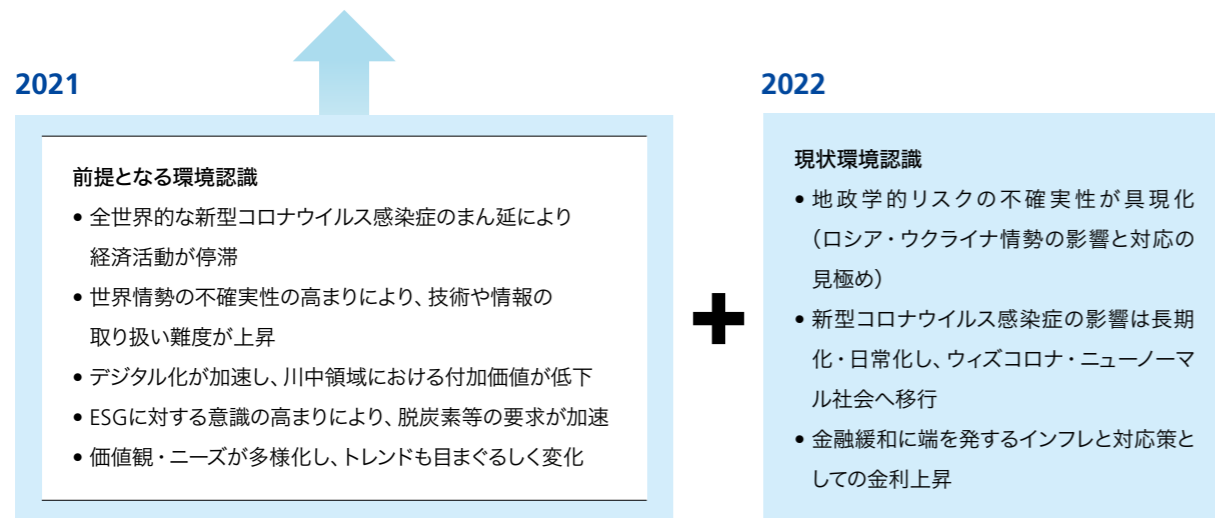 2021
前提となる環境認識
• 全世界的な新型コロナウイルス感染症のまん延により
経済活動が停滞
• 世界情勢の不確実性の高まりにより、技術や情報の
取り扱い難度が上昇
• デジタル化が加速し、川中領域における付加価値が低下
• ESGに対する意識の高まりにより、脱炭素等の要求が加速
• 価値観・ニーズが多様化し、トレンドも目まぐるしく変化
+
2022
現状環境認識
• 地政学的リスクの不確実性が具現化
（ロシア・ウクライナ情勢の影響と対応の
見極め）
• 新型コロナウイルス感染症の影響は長期
化・日常化し、ウィズコロナ・ニューノーマ
ル社会へ移行
• 金融緩和に端を発するインフレと対応策と
しての金利上昇